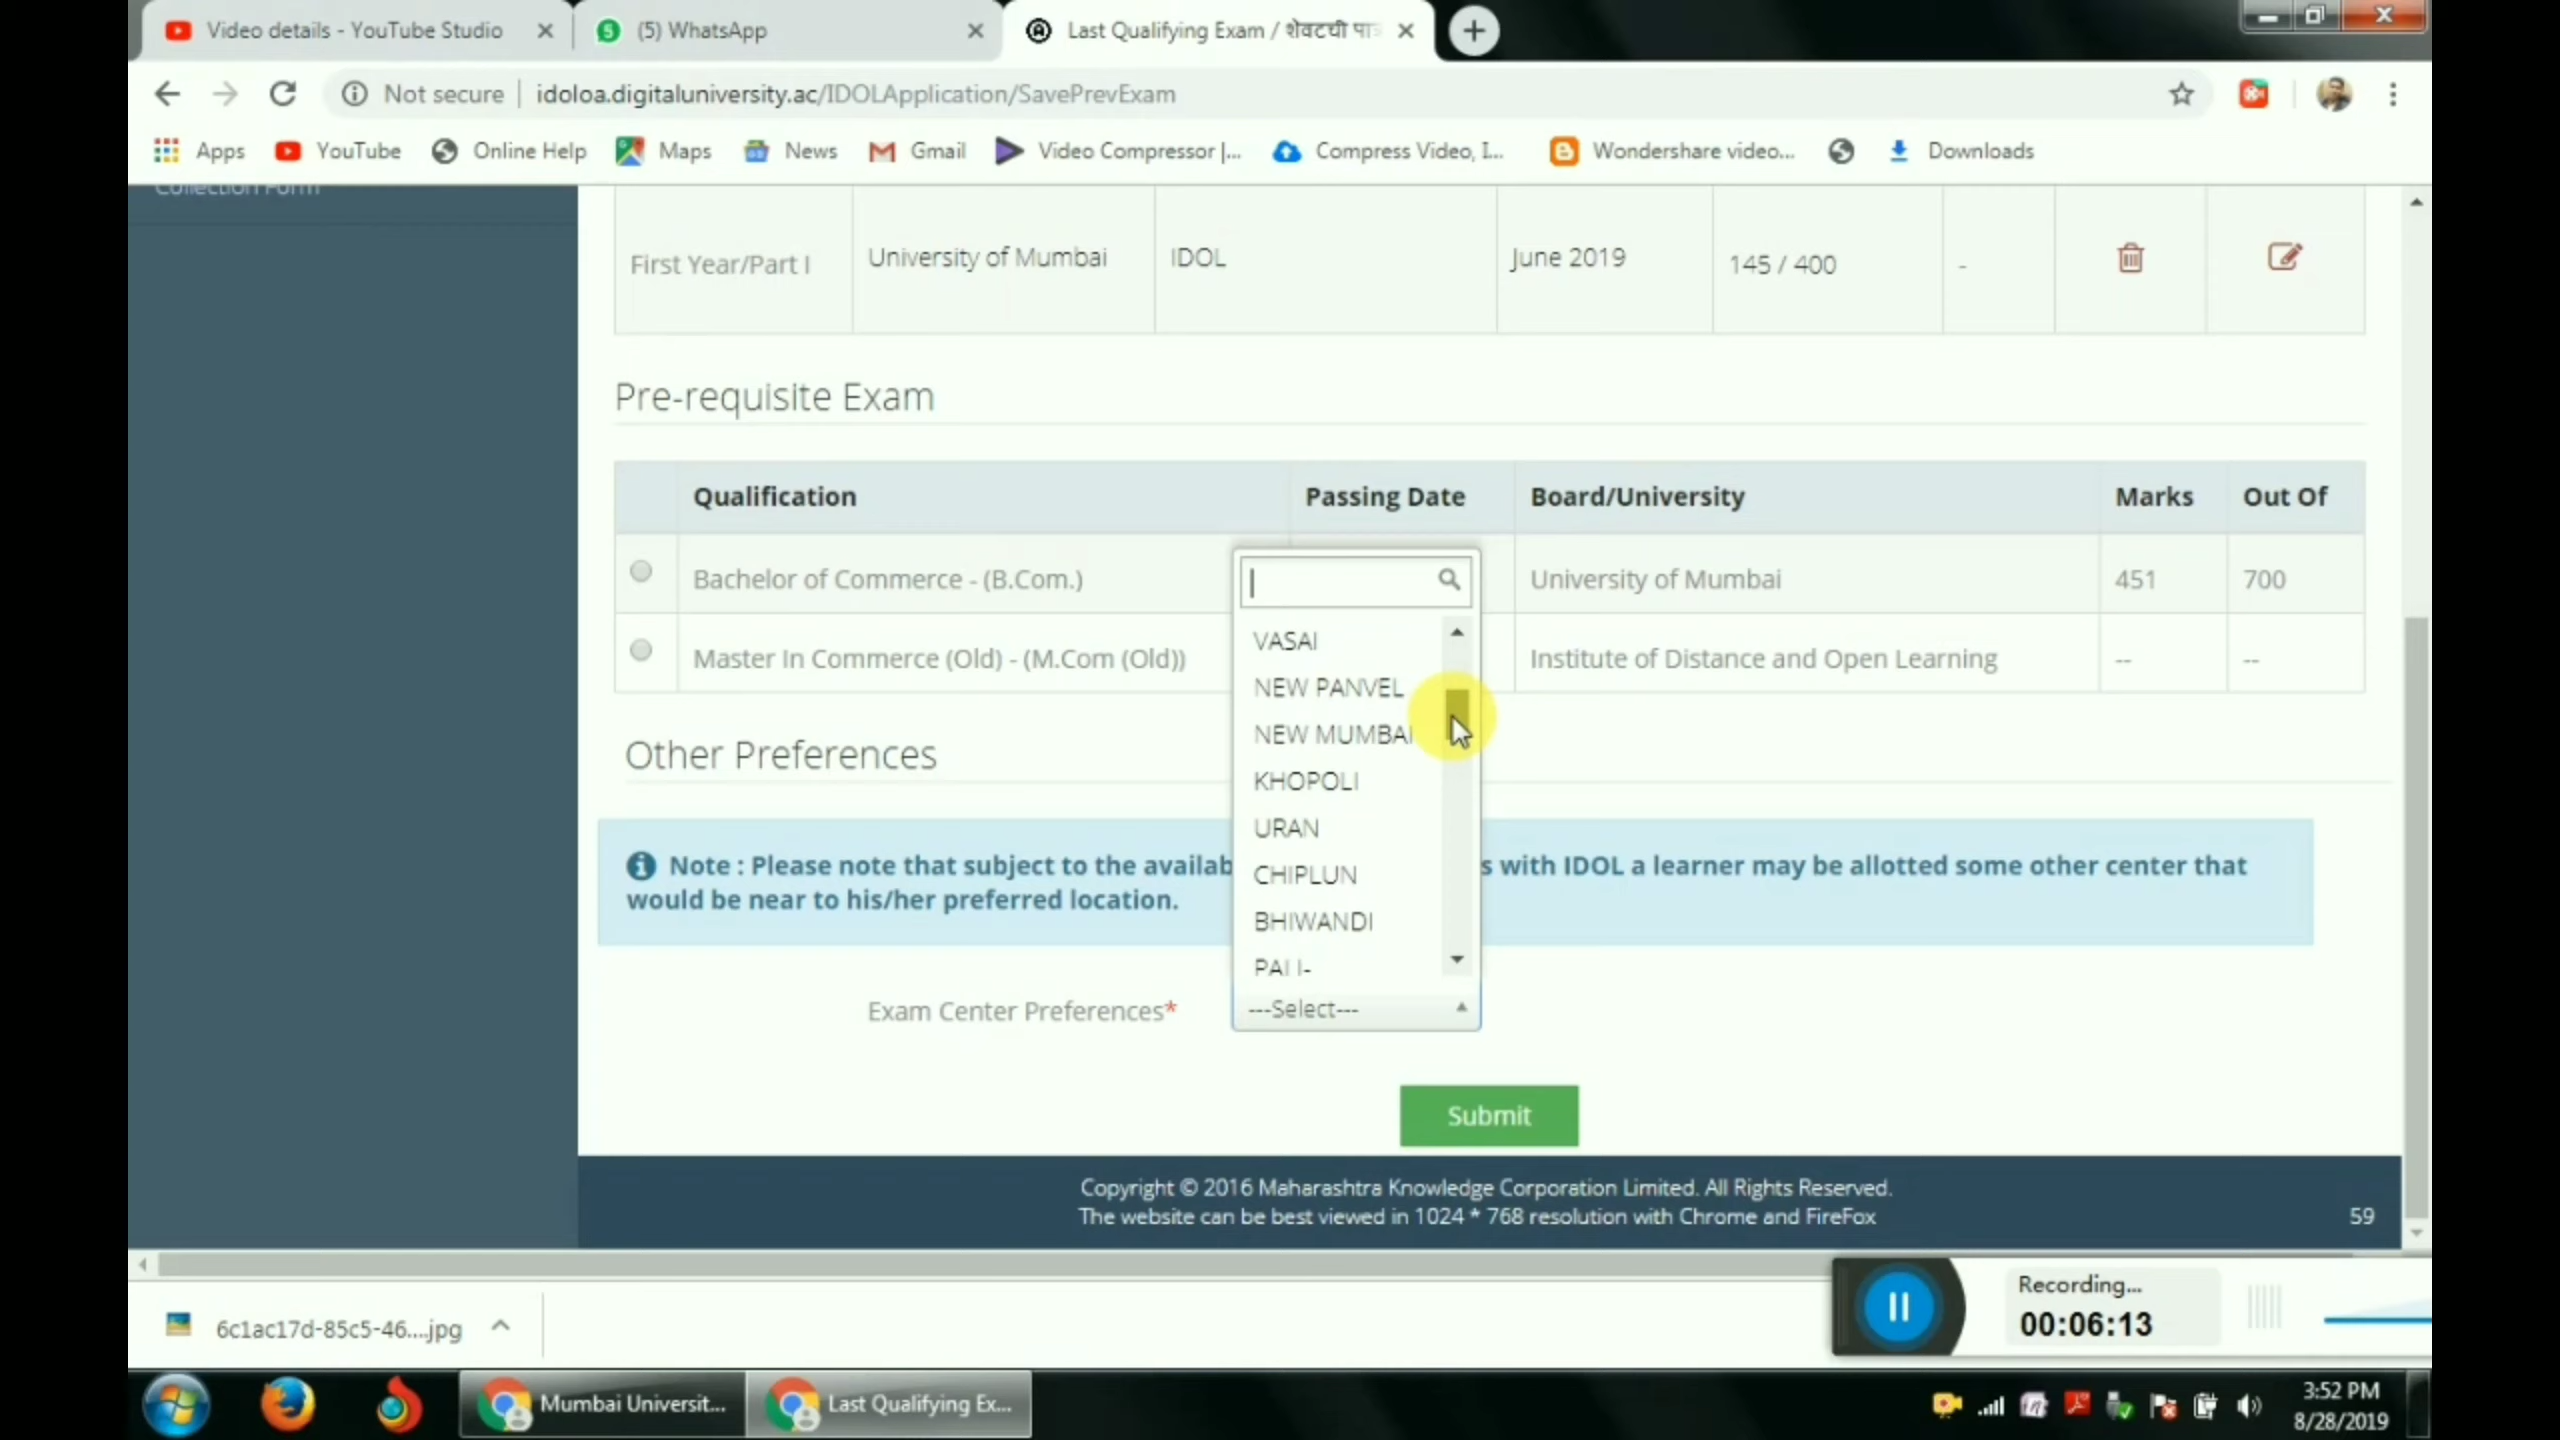 Video details - YouTube Studio
(5) WhatsApp
Last Qualifying Exam / शेवटची
Not secure
idoloa.digitaluniversity.ac/IDOLApplication/SavePrevExam
Apps
YouTube
Online Help
Maps
News
Gmail
Video Compressor |...
Compress Video, I...
Wondershare video...
Downloads
Collection Form
First Year/Part I
University of Mumbai
IDOL
June 2019
145 / 400
-
Pre-requisite Exam
Qualification
Passing Date
Board/University
Marks
Out Of
Bachelor of Commerce - (B.Com.)
University of Mumbai
451
700
Master In Commerce (Old) - (M.Com (Old))
Institute of Distance and Open Learning
--
--
VASAI
NEW PANVEL
NEW MUMBAI
KHOPOLI
URAN
CHIPLUN
BHIWANDI
PALI-
---Select---
Other Preferences
Note : Please note that subject to the s with IDOL a learner may be allotted some other center that
would be near to his/her preferred location.
Exam Center Preferences*
Submit
Copyright © 2016 Maharashtra Knowledge Corporation Limited. All Rights Reserved.
The website can be best viewed in 1024 * 768 resolution with Chrome and FireFox
59
6c1ac17d-85c5-46....jpg
Recording...
00:06:13
Mumbai Universit...
Last Qualifying Ex...
3:52 PM
8/28/2019